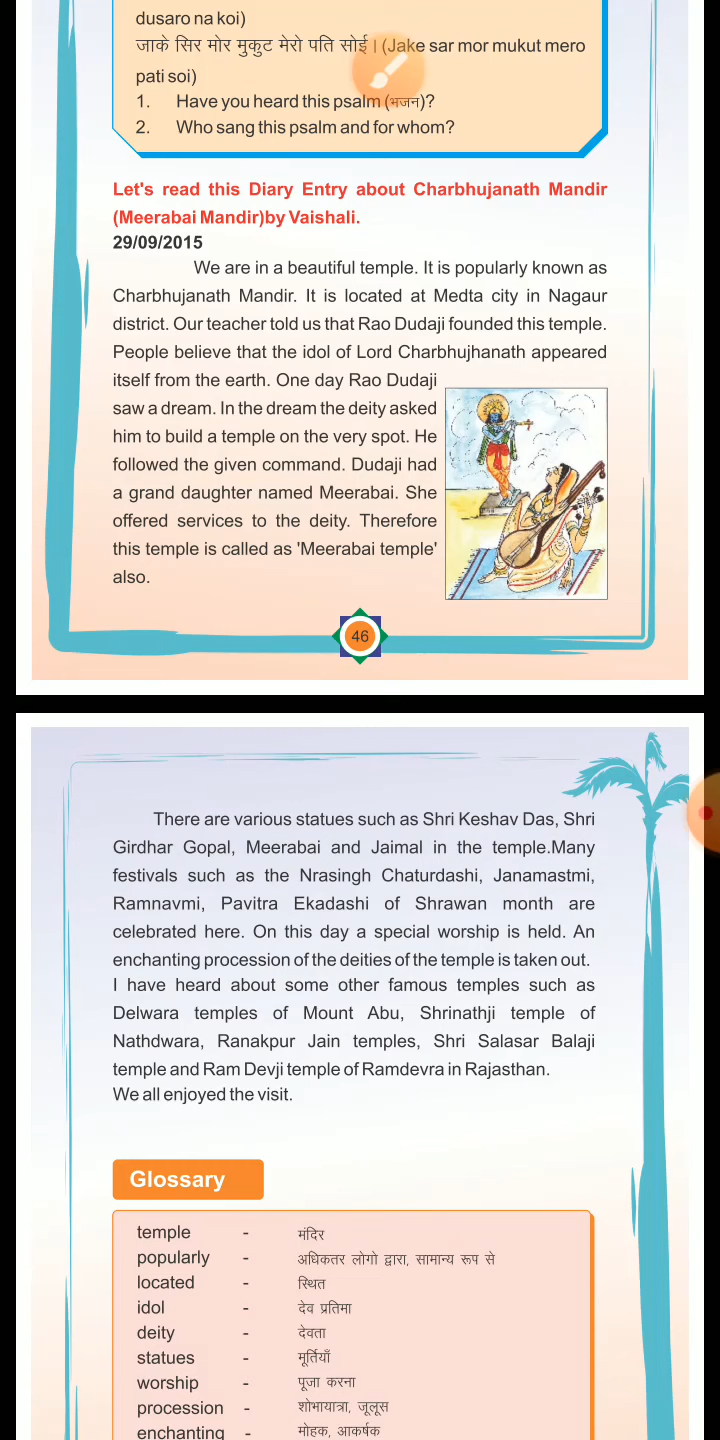 dusaro na koi)
जाके सिर मोर मुकुट मेरो पति सोई। (Jake sar mor mukut mero
pati soi)
1. Have you heard this psalm (भजन)?
2. Who sang this psalm and for whom?
Let's read this Diary Entry about Charbhujanath Mandir
(Meerabai Mandir)by Vaishali.
29/09/2015
We are in a beautiful temple. It is popularly known as
Charbhujanath Mandir. It is located at Medta city in Nagaur
district. Our teacher told us that Rao Dudaji founded this temple.
People believe that the idol of Lord Charbhujhanath appeared
itself from the earth. One day Rao Dudaji
saw a dream. In the dream the deity asked
him to build a temple on the very spot. He
followed the given command. Dudaji had
a grand daughter named Meerabai. She
offered services to the deity. Therefore
this temple is called as 'Meerabai temple'
also.
46
There are various statues such as Shri Keshav Das, Shri
Girdhar Gopal, Meerabai and Jaimal in the temple.Many
festivals such as the Nrasingh Chaturdashi, Janamastmi,
Ramnavmi, Pavitra Ekadashi of Shrawan month are
celebrated here. On this day a special worship is held. An
enchanting procession of the deities of the temple is taken out.
I have heard about some other famous temples such as
Delwara temples of Mount Abu, Shrinathji temple of
Nathdwara, Ranakpur Jain temples, Shri Salasar Balaji
temple and Ram Devji temple of Ramdevra in Rajasthan.
We all enjoyed the visit.
Glossary
temple - मंदिर
popularly - अधिकतर लोगो द्वारा, सामान्य रूप से
located - स्थित
idol - देव प्रतिमा
deity - देवता
statues - मूर्तियाँ
worship - पूजा करना
procession - शोभायात्रा, जूलूस
enchanting - मोहक, आकर्षक